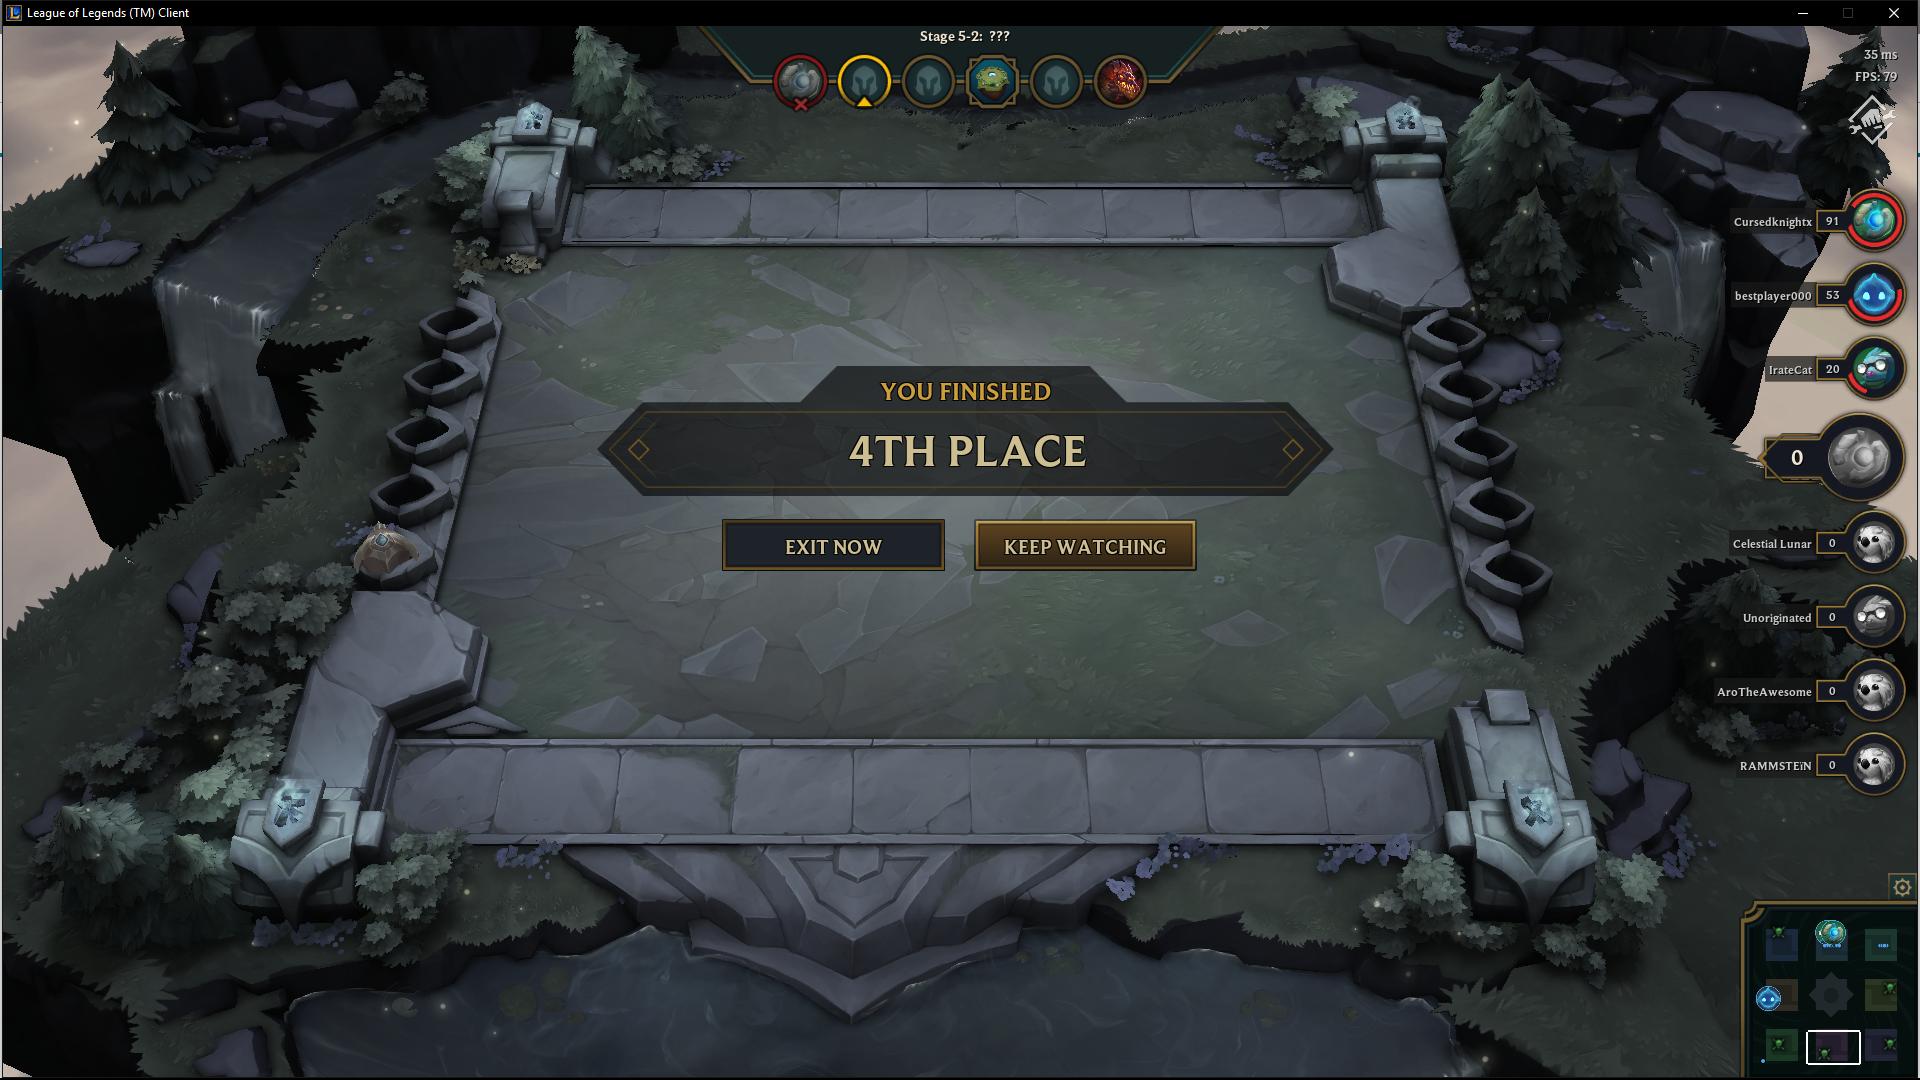 League of Legends (TM) Client
Stage 5-2: ???
35 ms
FPS: 79
Cursedknightx 91
bestplayer000 53
IrateCat 20
YOU FINISHED
4TH PLACE
0
EXIT NOW
KEEP WATCHING
Celestial Lunar 0
Unoriginated 0
AroTheAwesome 0
RAMMSTEïN 0